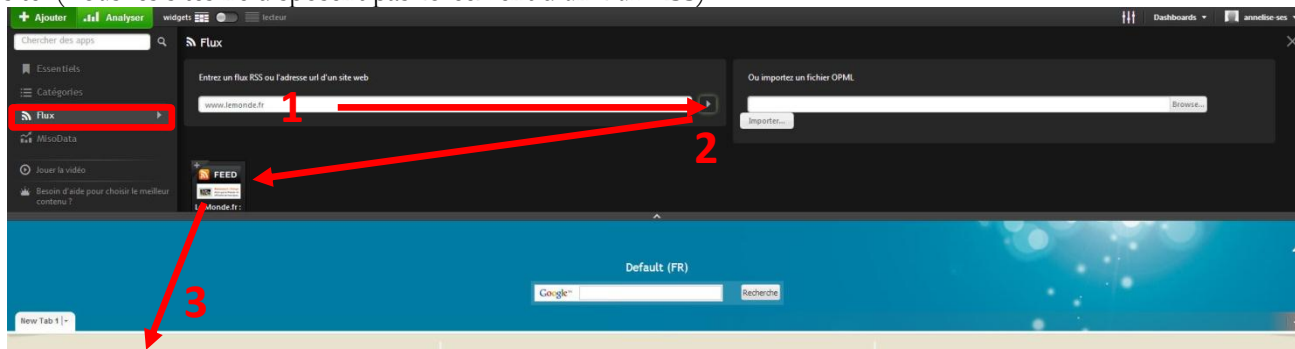 + Ajouter Analyser widgets lecteur Dashboards annelise-ses
Chercher des apps Flux
Essentiels
Entrez un flux RSS ou l'adresse url d'un site web Ou importez un fichier OPML
Catégories
www.lemonde.fr 1 Browse...
Flux
Importer...
MisoData 2
Jouer la vidéo
FEED
Besoin d'aide pour choisir le meilleur
contenu ?
LeMonde.fr :
Default (FR)
Google Recherche
3
New Tab 1